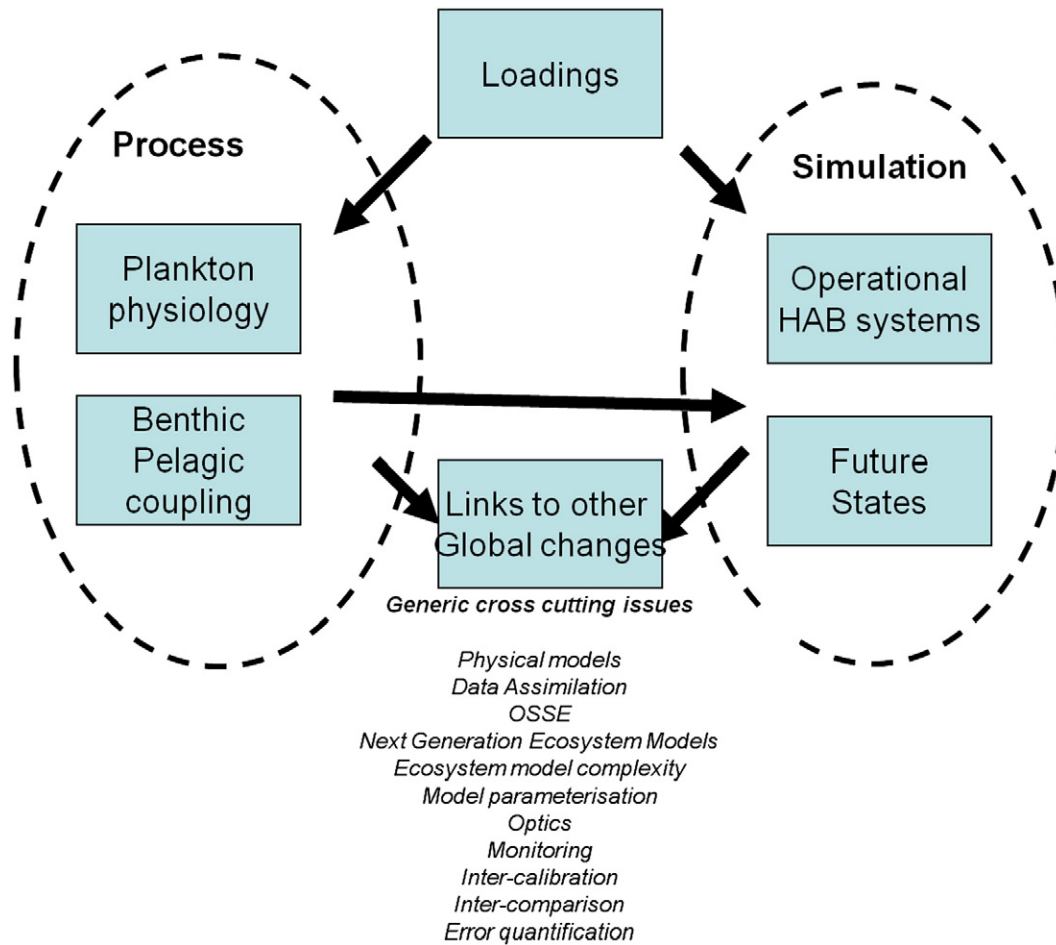 Loadings
Process
Simulation
Plankton
physiology
Operational
HAB systems
Benthic
Pelagic
coupling
Future
States
Links to other
Global changes
Generic cross cutting issues
Physical models
Data Assimilation
OSSE
Next Generation Ecosystem Models
Ecosystem model complexity
Model parameterisation
Optics
Monitoring
Inter-calibration
Inter-comparison
Error quantification